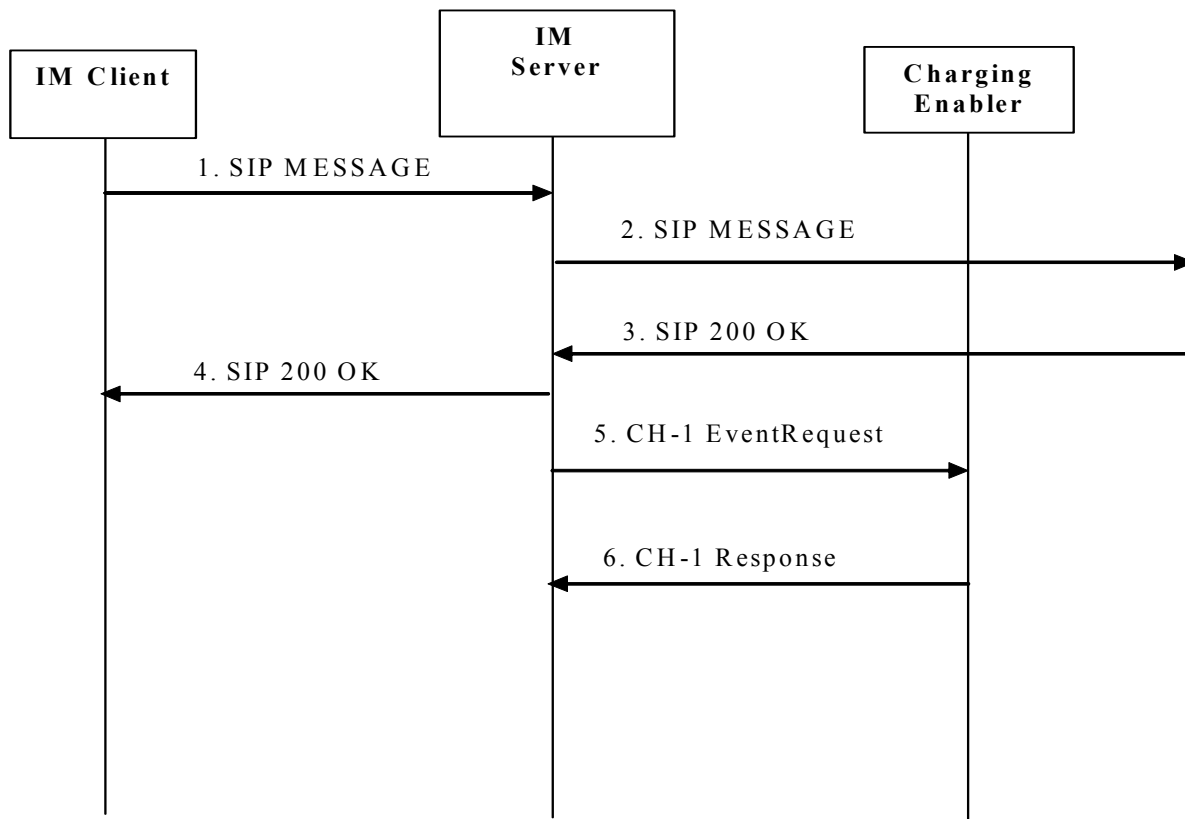 IM Client
IM
Server
Charging
Enabler
1. SIP MESSAGE
2. SIP MESSAGE
3. SIP 200 OK
4. SIP 200 OK
5. CH-1 EventRequest
6. CH-1 Response